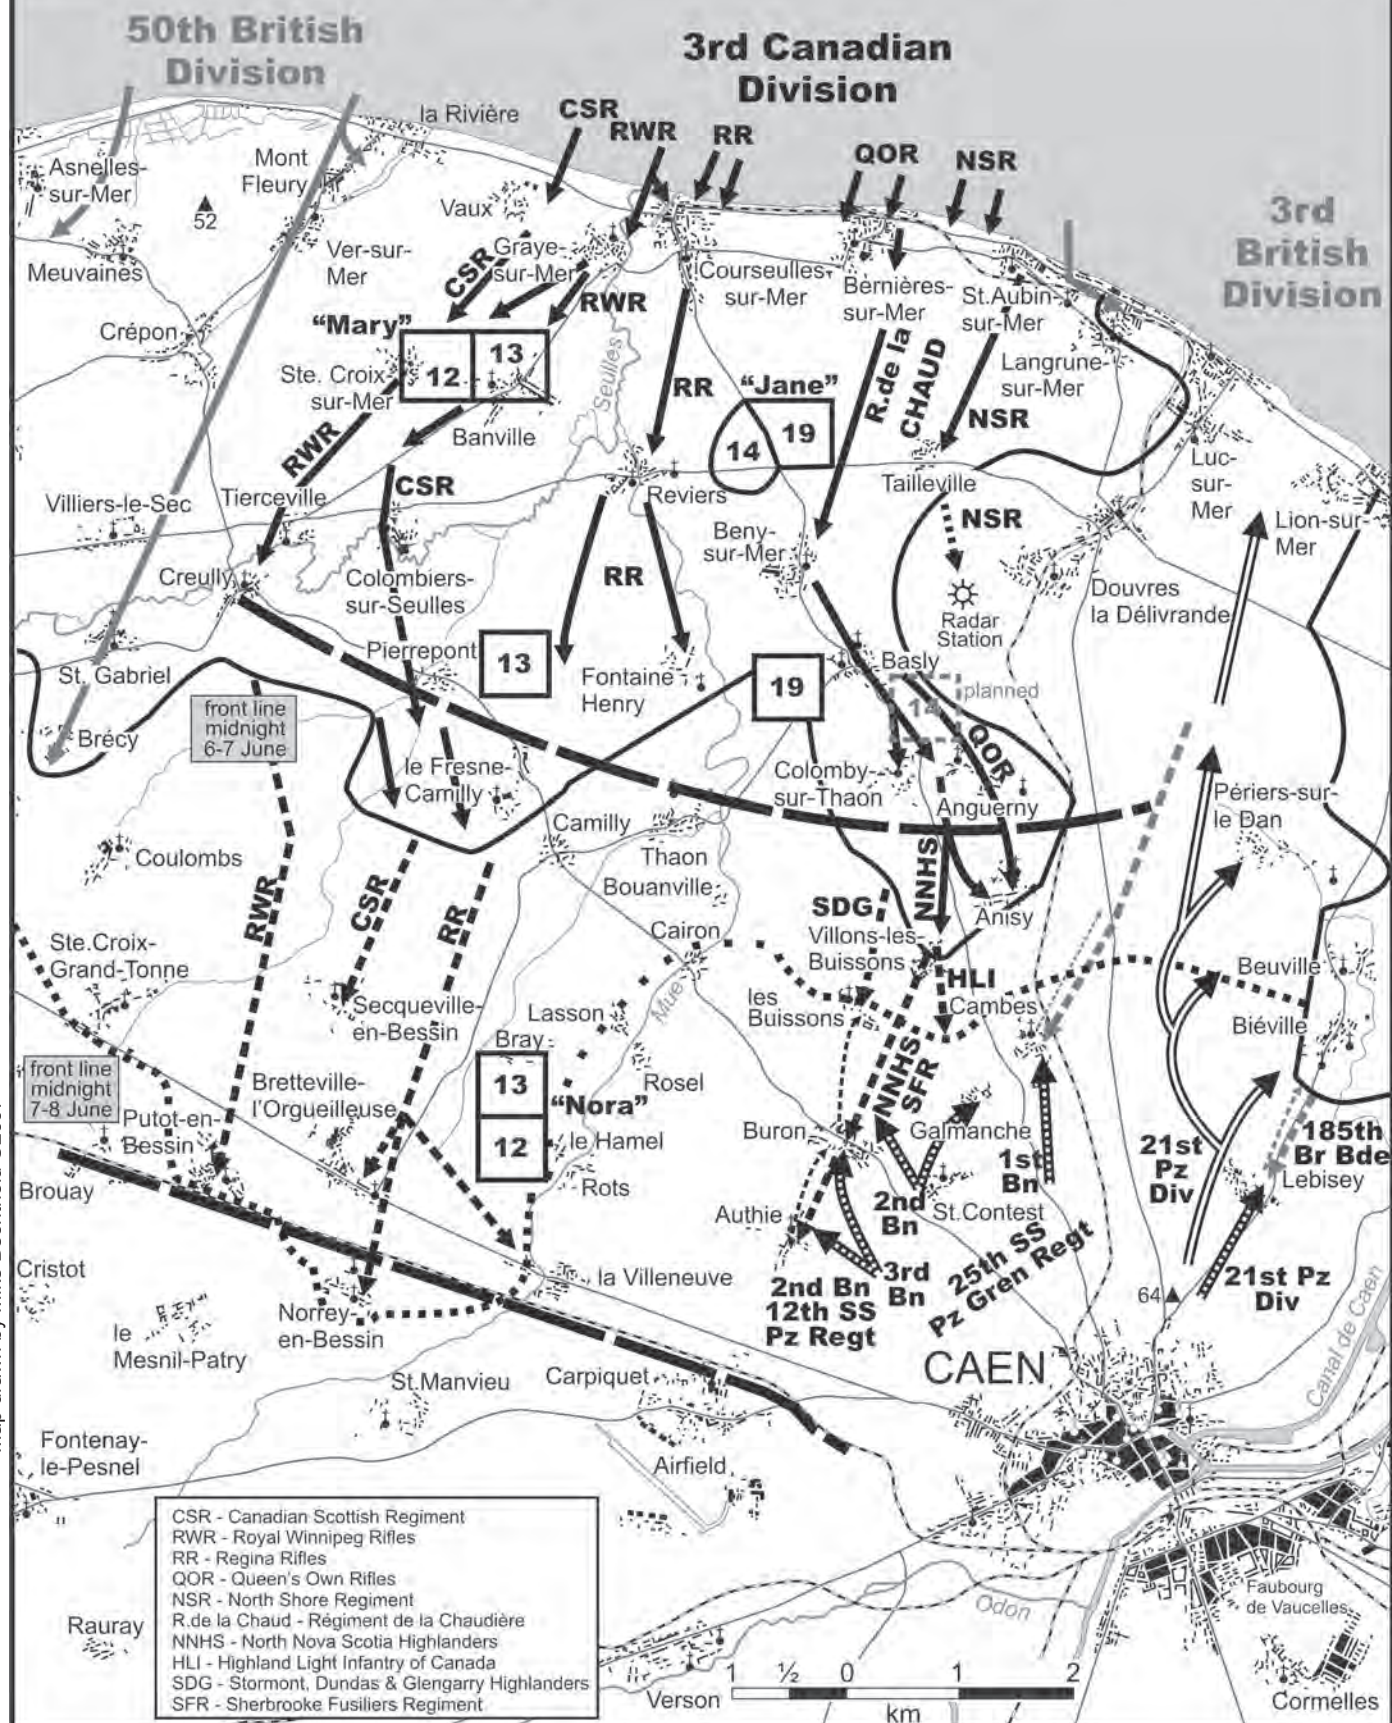 50th British
Division
3rd Canadian
Division
la Rivière
CSR
RWR
RR
QOR
NSR
Asnelles-
sur-Mer
Mont
Fleury
52
Vaux
3rd
British
Division
Meuvaines
Ver-sur-
Mer
CSR
Graye-
sur-Mer
RWR
Courseulles-
sur-Mer
Bernières-
sur-Mer
St.Aubin-
sur-Mer
Crépon
"Mary"
12
13
Ste. Croix
sur-Mer
Seulles
RR
"Jane"
14
19
R.de la
CHAUD
Langrune-
sur-Mer
NSR
RWR
Banville
CSR
Villiers-le-Sec
Tierceville
Reviers
Tailleville
Luc-
sur-
Mer
Lion-sur-
Mer
Beny-
sur-Mer
NSR
Creully
Colombiers-
sur-Seulles
RR
Radar
Station
Douvres
la Délivrande
Pierrepont
13
St. Gabriel
Fontaine
Henry
19
Basly
planned
14
front line
midnight
6-7 June
Brécy
le Fresne-
Camilly
Colomby-
sur-Thaon
QOR
Anguerny
Périers-sur-
le Dan
Coulombs
Camilly
Thaon
Bouanville
RWR
CSR
RR
SDG
NNHS
Anisy
Villons-les-
Buissons
Cairon
Ste.Croix-
Grand-Tonne
HLI
Beuville
Secqueville-
en-Bessin
Lasson
Mue
les
Buissons
Cambes
Biéville
Bray
13
12
"Nora"
Rosel
NNHS
SFR
front line
midnight
7-8 June
Bretteville-
l'Orgueilleuse
Putot-en-
Bessin
le Hamel
Buron
Galmanche
1st
Bn
21st
Pz
Div
185th
Br Bde
Brouay
Rots
Authie
2nd
Bn
St.Contest
Lebisey
Cristot
la Villeneuve
2nd Bn
12th SS
Pz Regt
3rd
Bn
25th SS
Pz Gren Regt
64
21st Pz
Div
Norrey-
en-Bessin
le
Mesnil-Patry
St.Manvieu
Carpiquet
CAEN
Canal de Caen
Fontenay-
le-Pesnel
Airfield
CSR - Canadian Scottish Regiment
RWR - Royal Winnipeg Rifles
RR - Regina Rifles
QOR - Queen's Own Rifles
NSR - North Shore Regiment
R.de la Chaud - Régiment de la Chaudière
NNHS - North Nova Scotia Highlanders
HLI - Highland Light Infantry of Canada
SDG - Stormont, Dundas & Glengarry Highlanders
SFR - Sherbrooke Fusiliers Regiment
Rauray
Odon
Faubourg
de Vaucelles
Verson
1 ½ 0 1 2
km
Cormelles